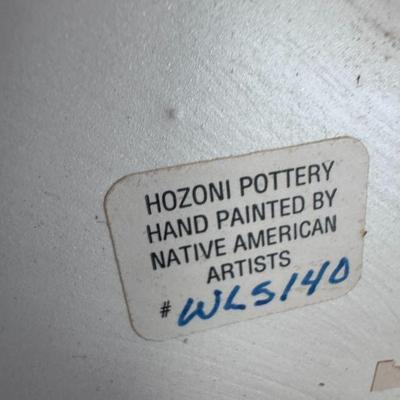 HOZONI POTTERY
HAND PAINTED BY
NATIVE AMERICAN
ARTISTS
# WLS140